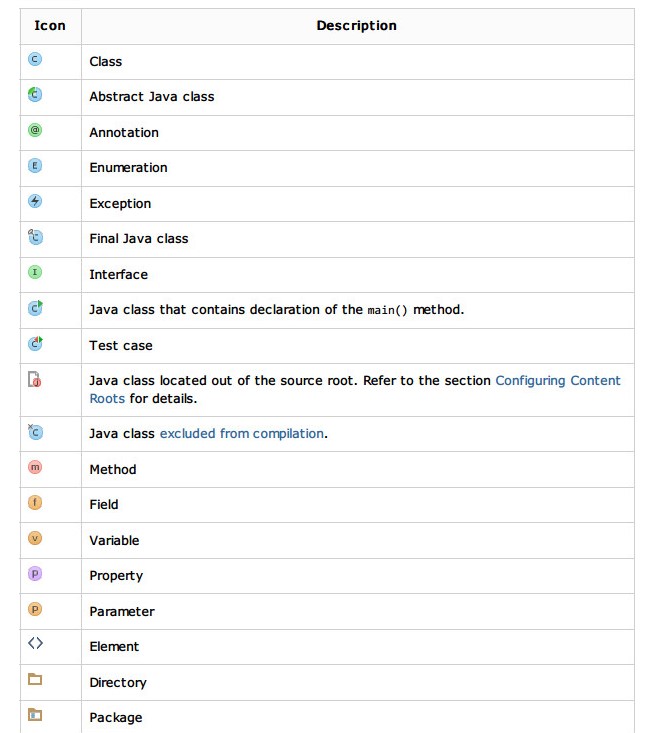 Icon Description
C Class
C Abstract Java class
@ Annotation
E Enumeration
Exception
C Final Java class
I Interface
C Java class that contains declaration of the main() method.
C Test case
J Java class located out of the source root. Refer to the section Configuring Content
Roots for details.
C Java class excluded from compilation.
m Method
f Field
v Variable
p Property
P Parameter
<> Element
Directory
Package